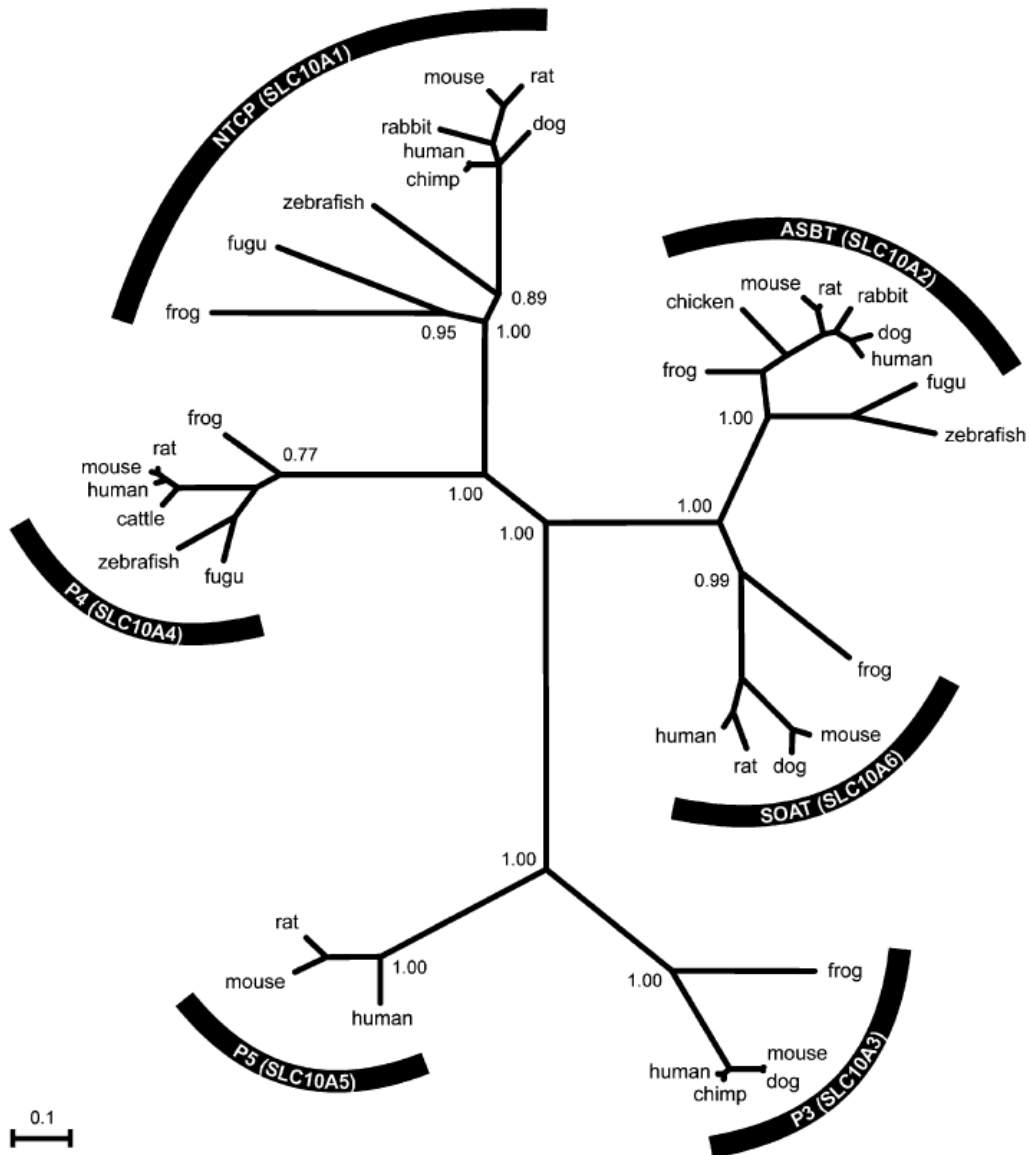 NTCP (SLC10A1)
mouse
rat
rabbit
dog
human
chimp
zebrafish
fugu
frog
0.89
0.95
1.00
ASBT (SLC10A2)
chicken
mouse
rat
rabbit
dog
human
frog
fugu
zebrafish
1.00
frog
0.77
rat
mouse
human
cattle
zebrafish
fugu
1.00
P4 (SLC10A4)
1.00
1.00
0.99
frog
human
rat
dog
mouse
SOAT (SLC10A6)
1.00
rat
mouse
human
1.00
P5 (SLC10A5)
1.00
frog
human
chimp
mouse
dog
P3 (SLC10A3)
0.1